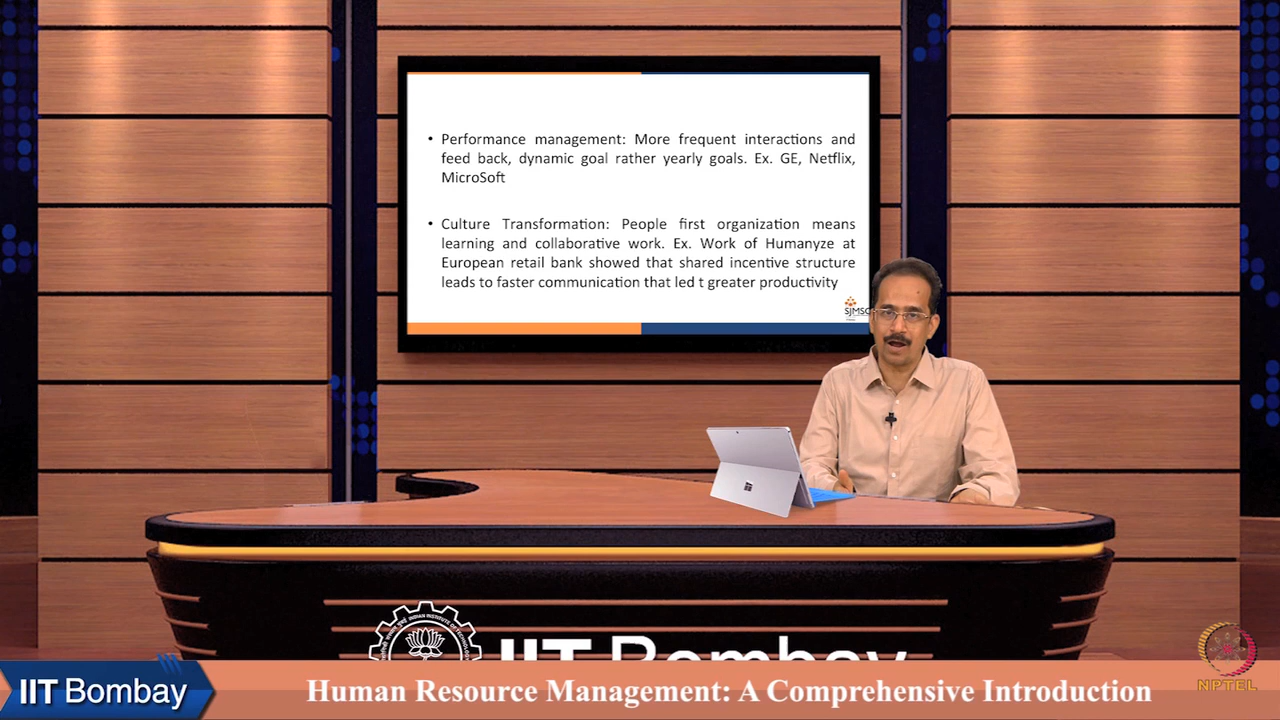 • Performance management: More frequent interactions and
feed back, dynamic goal rather yearly goals. Ex. GE, Netflix,
MicroSoft
• Culture Transformation: People first organization means
learning and collaborative work. Ex. Work of Humanyze at
European retail bank showed that shared incentive structure
leads to faster communication that led t greater productivity
IIT Bombay
IIT Bombay
Human Resource Management: A Comprehensive Introduction
NPTEL